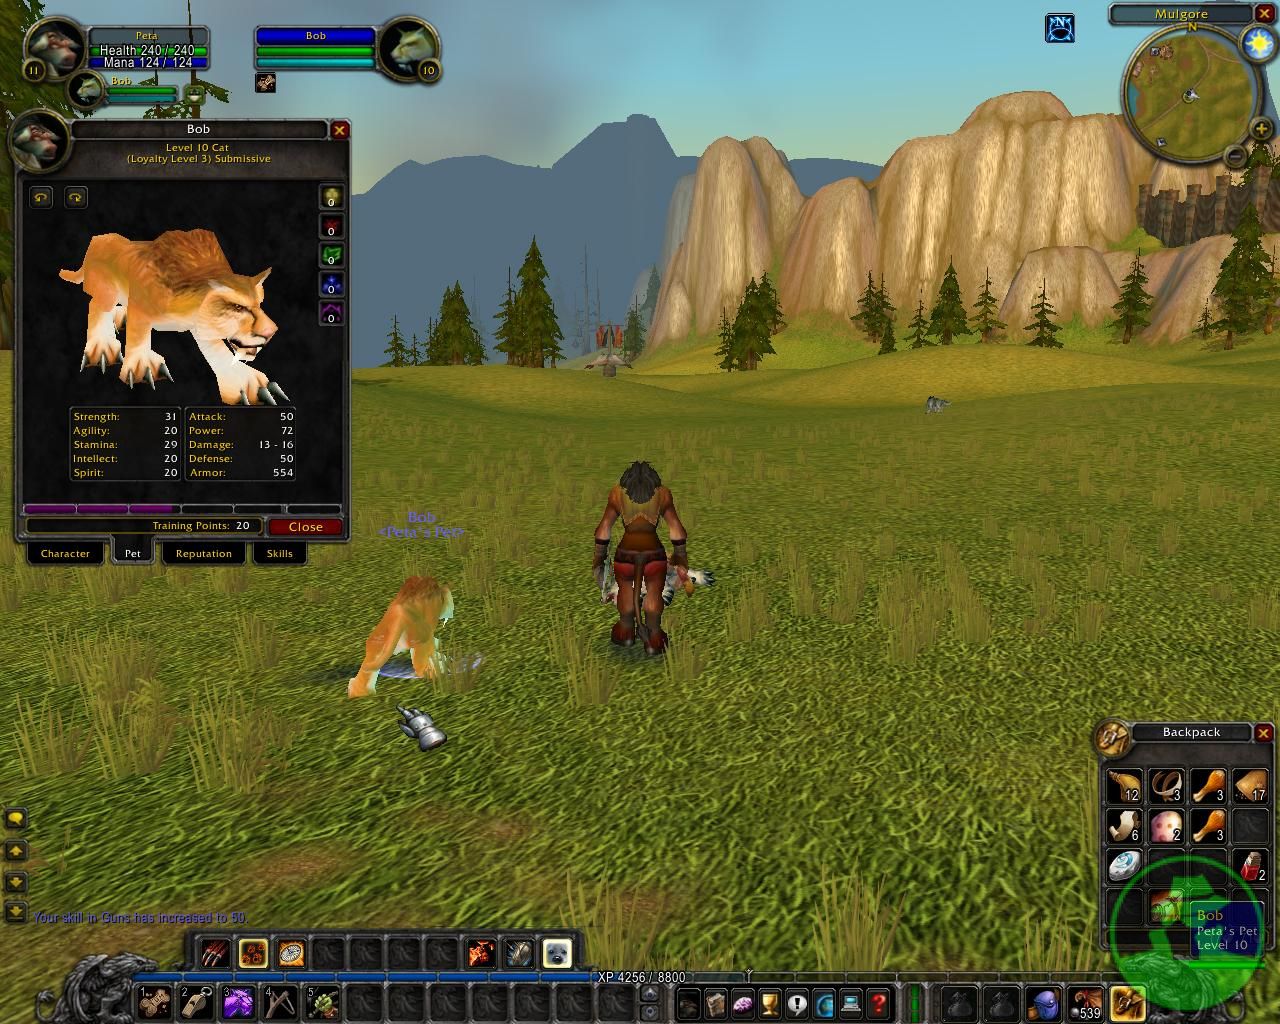 Peta
Health 240 / 240
Mana 124 / 124
11
Bob
Bob
10
N
Mulgore
N
Bob
Level 10 Cat
(Loyalty Level 3) Submissive
0
0
0
0
0
Strength: 31
Agility: 20
Stamina: 29
Intellect: 20
Spirit: 20
Attack: 50
Power: 72
Damage: 13 - 16
Defense: 50
Armor: 554
Training Points: 20
Close
Character
Pet
Reputation
Skills
Bob
<Peta's Pet>
Backpack
12
3
3
17
6
2
3
2
Bob
Peta's Pet
Level 10
Your skill in Guns has increased to 50.
XP 4256 / 8800
1
2
3
4
5
!
?
539